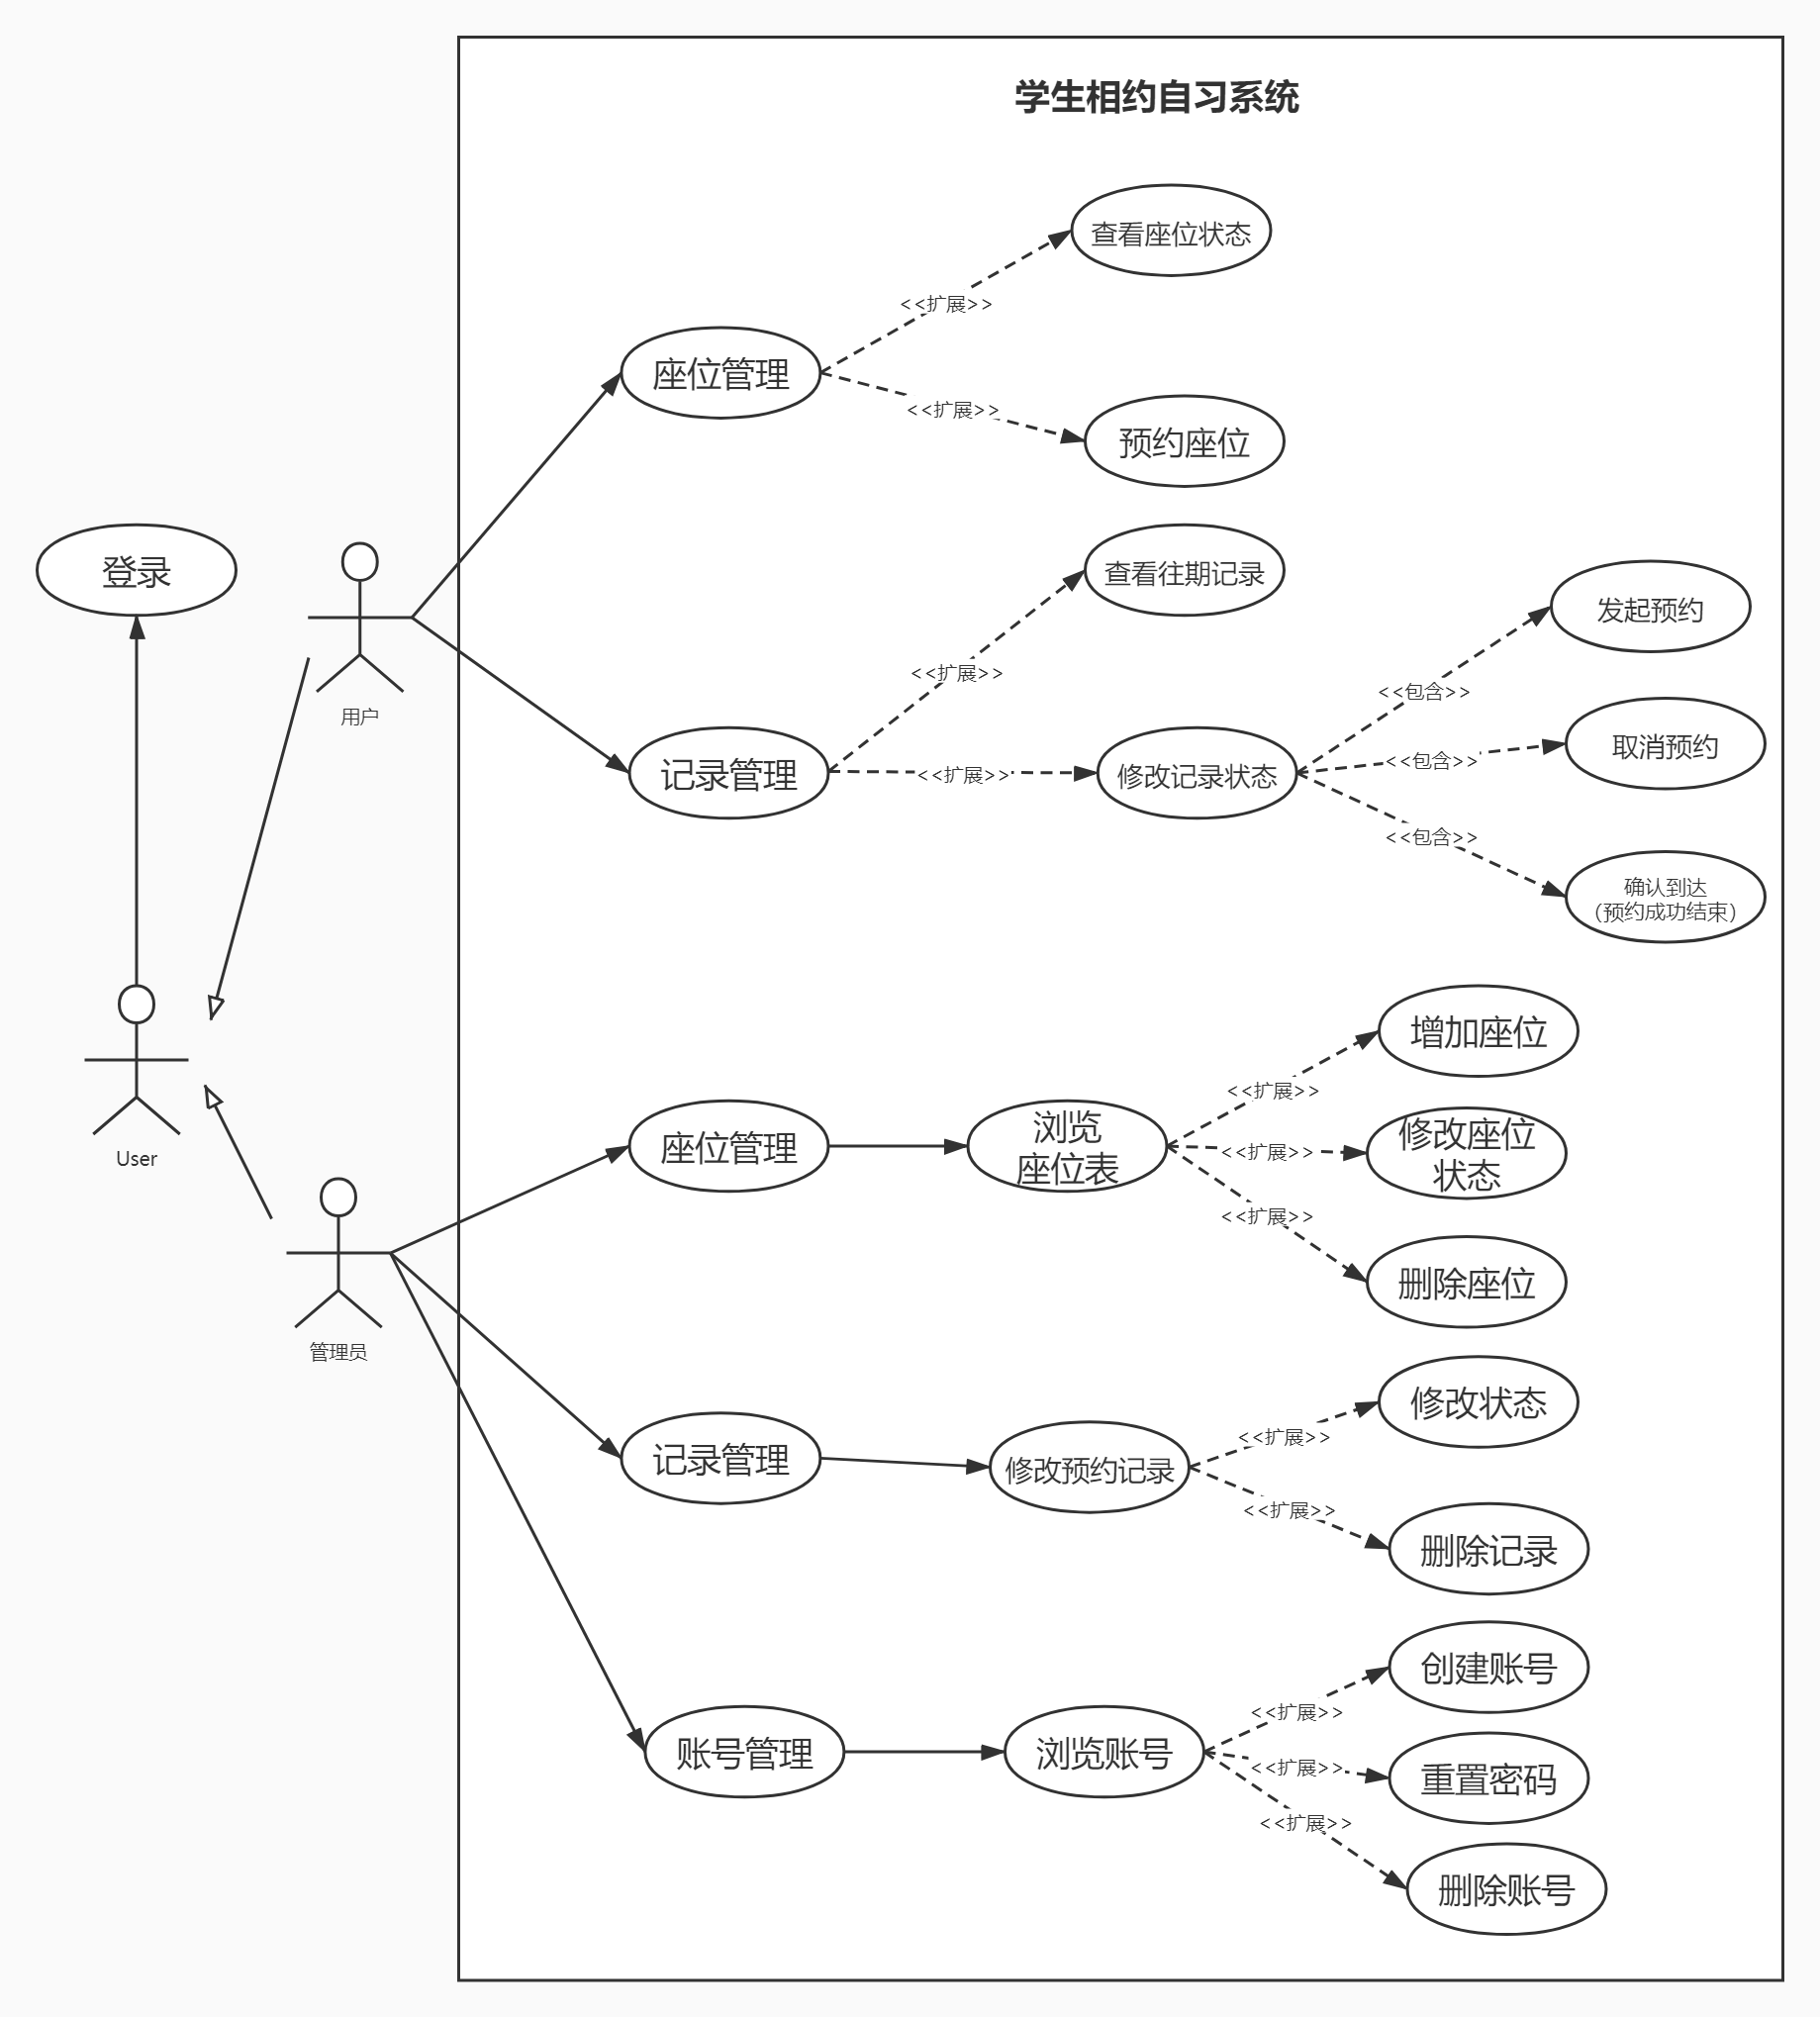 学生相约自习系统
查看座位状态
<<扩展>>
座位管理
<<扩展>>
预约座位
登录
用户
查看往期记录
<<扩展>>
记录管理
<<扩展>>
修改记录状态
发起预约
<<包含>>
取消预约
<<包含>>
<<包含>>
确认到达
（预约成功结束）
User
管理员
座位管理
浏览
座位表
增加座位
<<扩展>>
修改座位
状态
<<扩展>>
<<扩展>>
删除座位
记录管理
修改预约记录
修改状态
<<扩展>>
<<扩展>>
删除记录
账号管理
浏览账号
创建账号
<<扩展>>
<<扩展>>
重置密码
<<扩展>>
删除账号